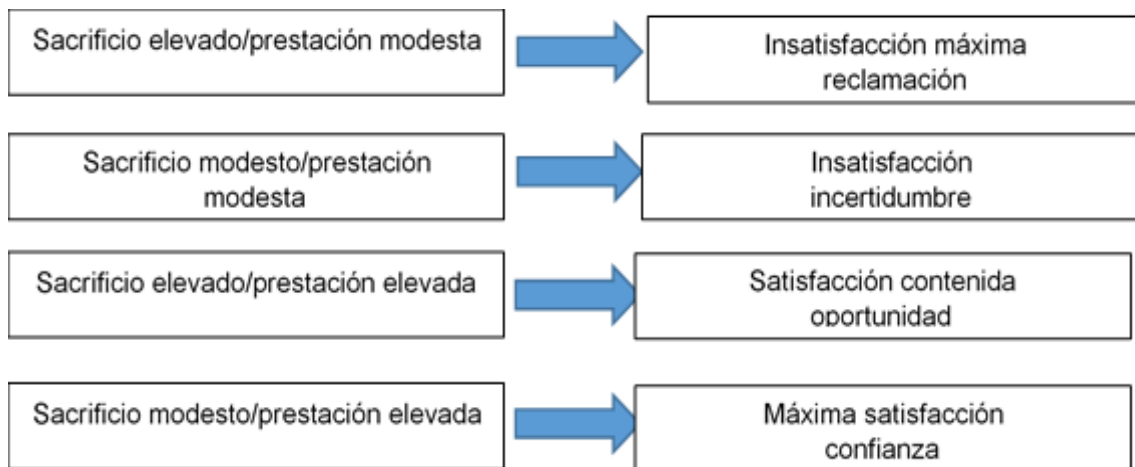 Sacrificio elevado/prestación modesta
Insatisfacción máxima
reclamación
Sacrificio modesto/prestación
modesta
Insatisfacción
incertidumbre
Sacrificio elevado/prestación elevada
Satisfacción contenida
oportunidad
Sacrificio modesto/prestación elevada
Máxima satisfacción
confianza